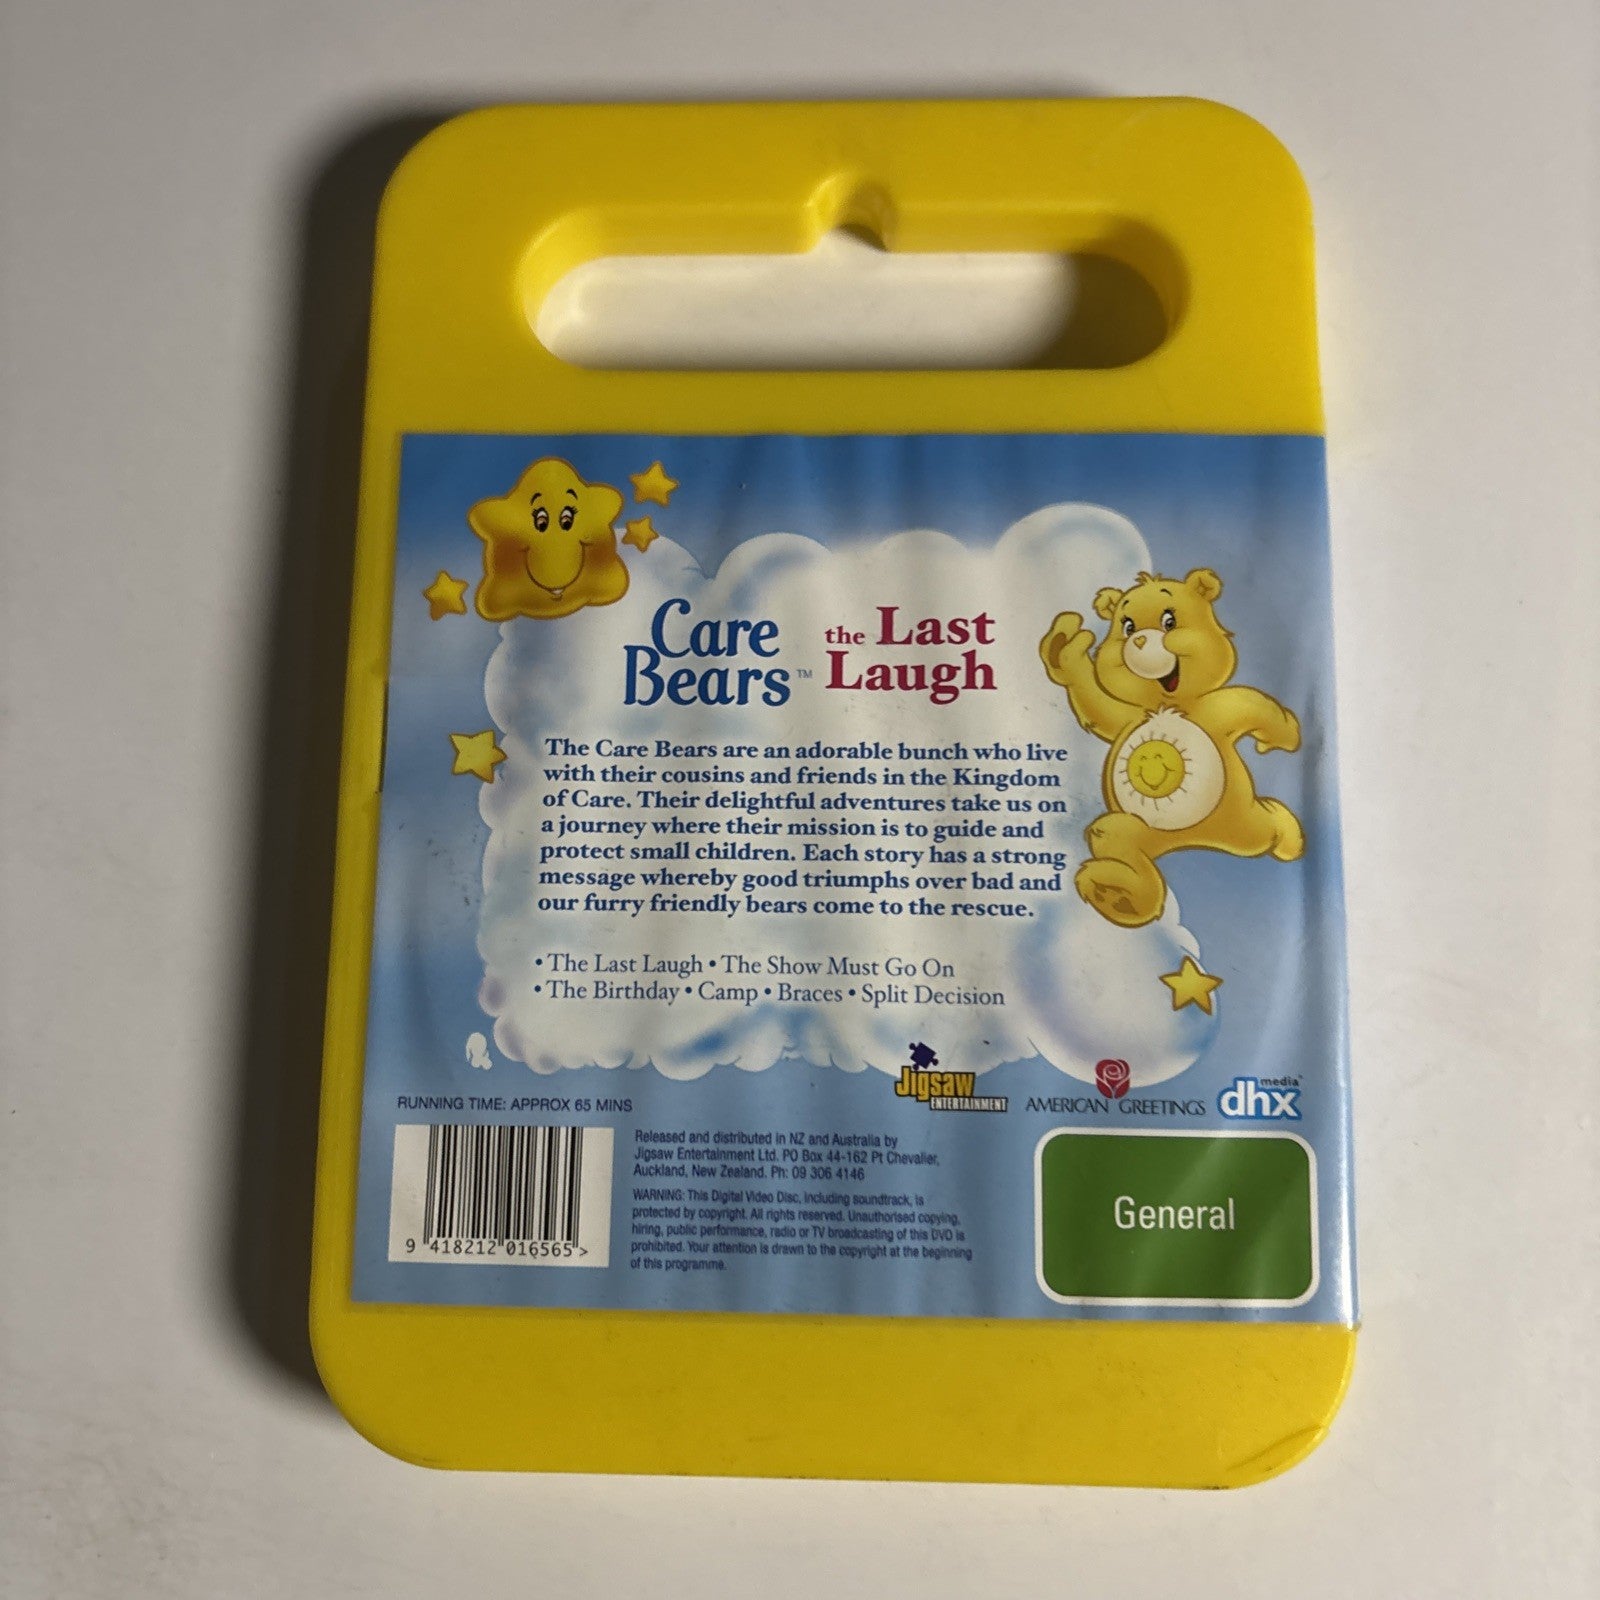 Care
Bears™
the Last
Laugh
The Care Bears are an adorable bunch who live
with their cousins and friends in the Kingdom
of Care. Their delightful adventures take us on
a journey where their mission is to guide and
protect small children. Each story has a strong
message whereby good triumphs over bad and
our furry friendly bears come to the rescue.
• The Last Laugh • The Show Must Go On
• The Birthday • Camp • Braces • Split Decision
Jigsaw
ENTERTAINMENT
AMERICAN GREETINGS
dhx media™
RUNNING TIME: APPROX 65 MINS
9 418212 016565 >
Released and distributed in NZ and Australia by
Jigsaw Entertainment Ltd. PO Box 44-162 Pt Chevalier,
Auckland, New Zealand. Ph: 09 306 4146
WARNING: This Digital Video Disc, including soundtrack, is
protected by copyright. All rights reserved. Unauthorised copying,
hiring, public performance, radio or TV broadcasting of this DVD is
prohibited. Your attention is drawn to the copyright at the beginning
of this programme.
General